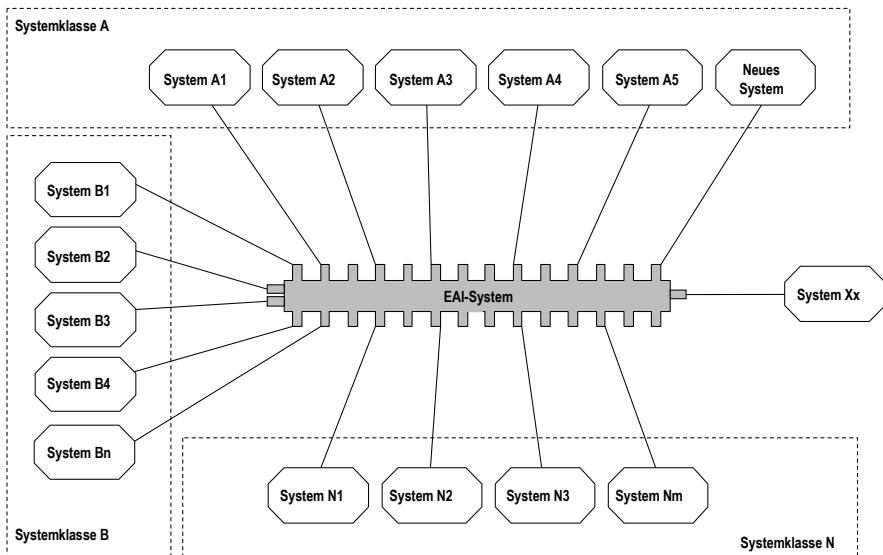 Systemklasse A
System A1
System A2
System A3
System A4
System A5
Neues
System
System B1
System B2
System B3
System B4
System Bn
EAI-System
System Xx
System N1
System N2
System N3
System Nm
Systemklasse B
Systemklasse N